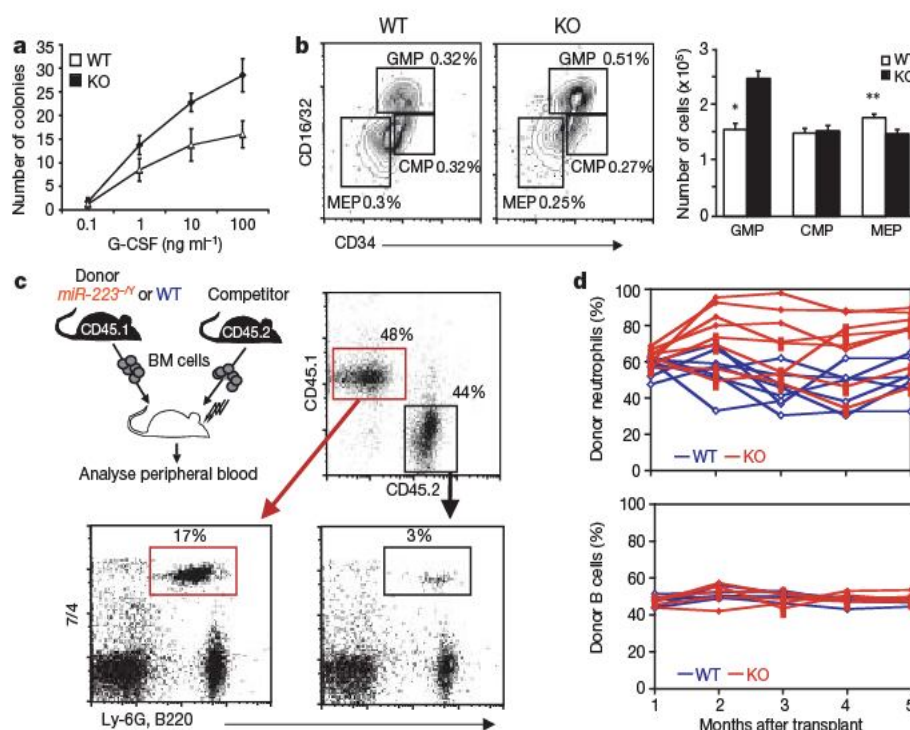 a
WT
KO
Number of colonies
35
30
25
20
15
10
5
0
0.1
1
10
100
G-CSF (ng ml⁻¹)
b
WT
KO
GMP 0.32%
CMP 0.32%
MEP 0.3%
GMP 0.51%
CMP 0.27%
MEP 0.25%
CD16/32
CD34
Number of cells (×10⁵)
3
2
1
0
WT
KO
*
**
GMP
CMP
MEP
c
Donor
miR-223⁻/Y or WT
Competitor
CD45.1
CD45.2
BM cells
Analyse peripheral blood
CD45.1
48%
44%
CD45.2
17%
3%
7/4
Ly-6G, B220
d
Donor neutrophils (%)
100
80
60
40
20
0
WT
KO
Donor B cells (%)
100
80
60
40
20
0
WT
KO
1
2
3
4
5
Months after transplant